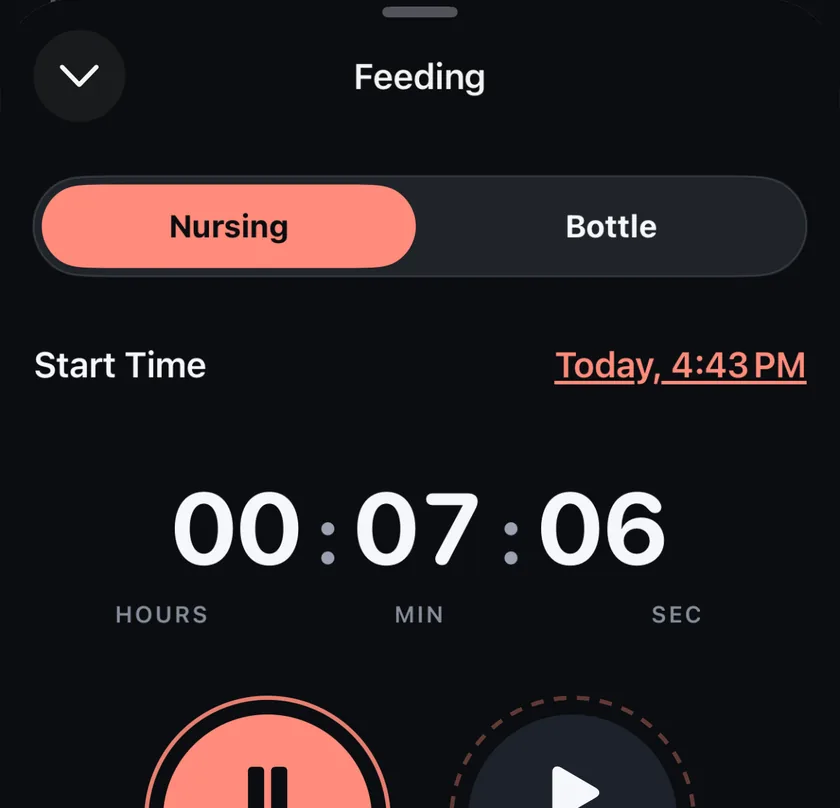 Feeding
Nursing Bottle
Start Time Today, 4:43 PM
00 : 07 : 06
HOURS MIN SEC